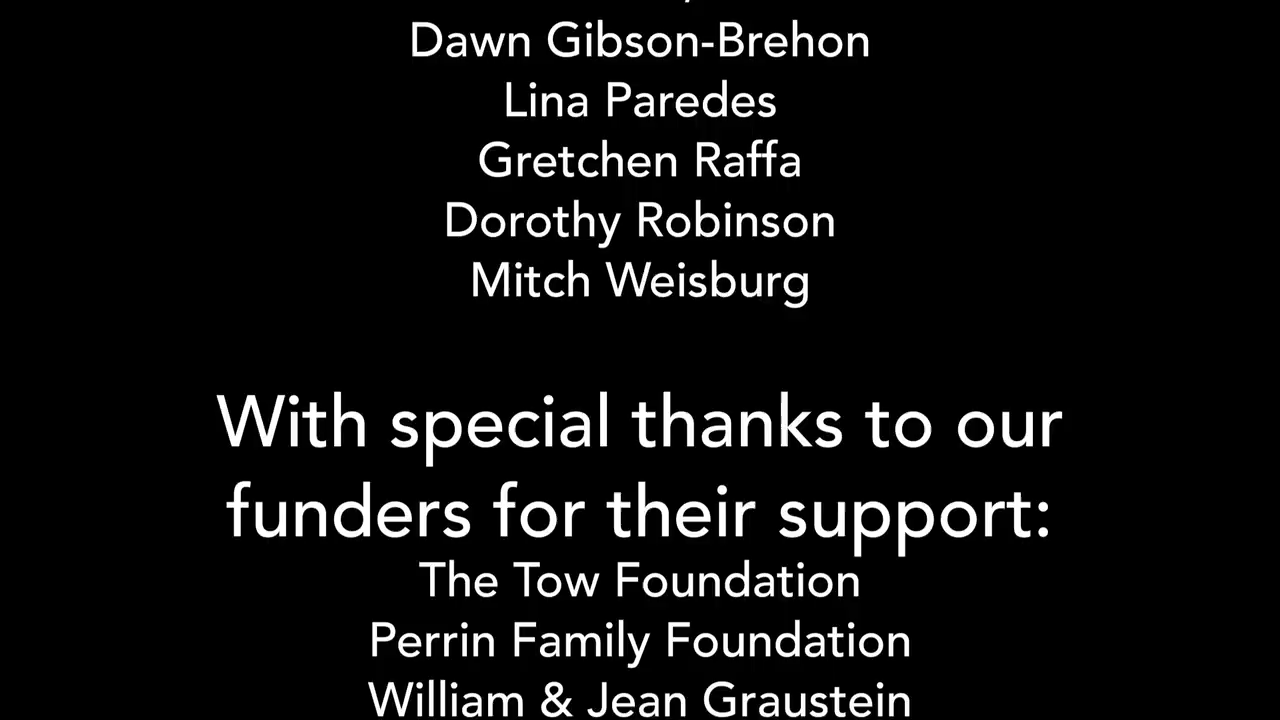 Dawn Gibson-Brehon
Lina Paredes
Gretchen Raffa
Dorothy Robinson
Mitch Weisburg
With special thanks to our
funders for their support:
The Tow Foundation
Perrin Family Foundation
William & Jean Graustein